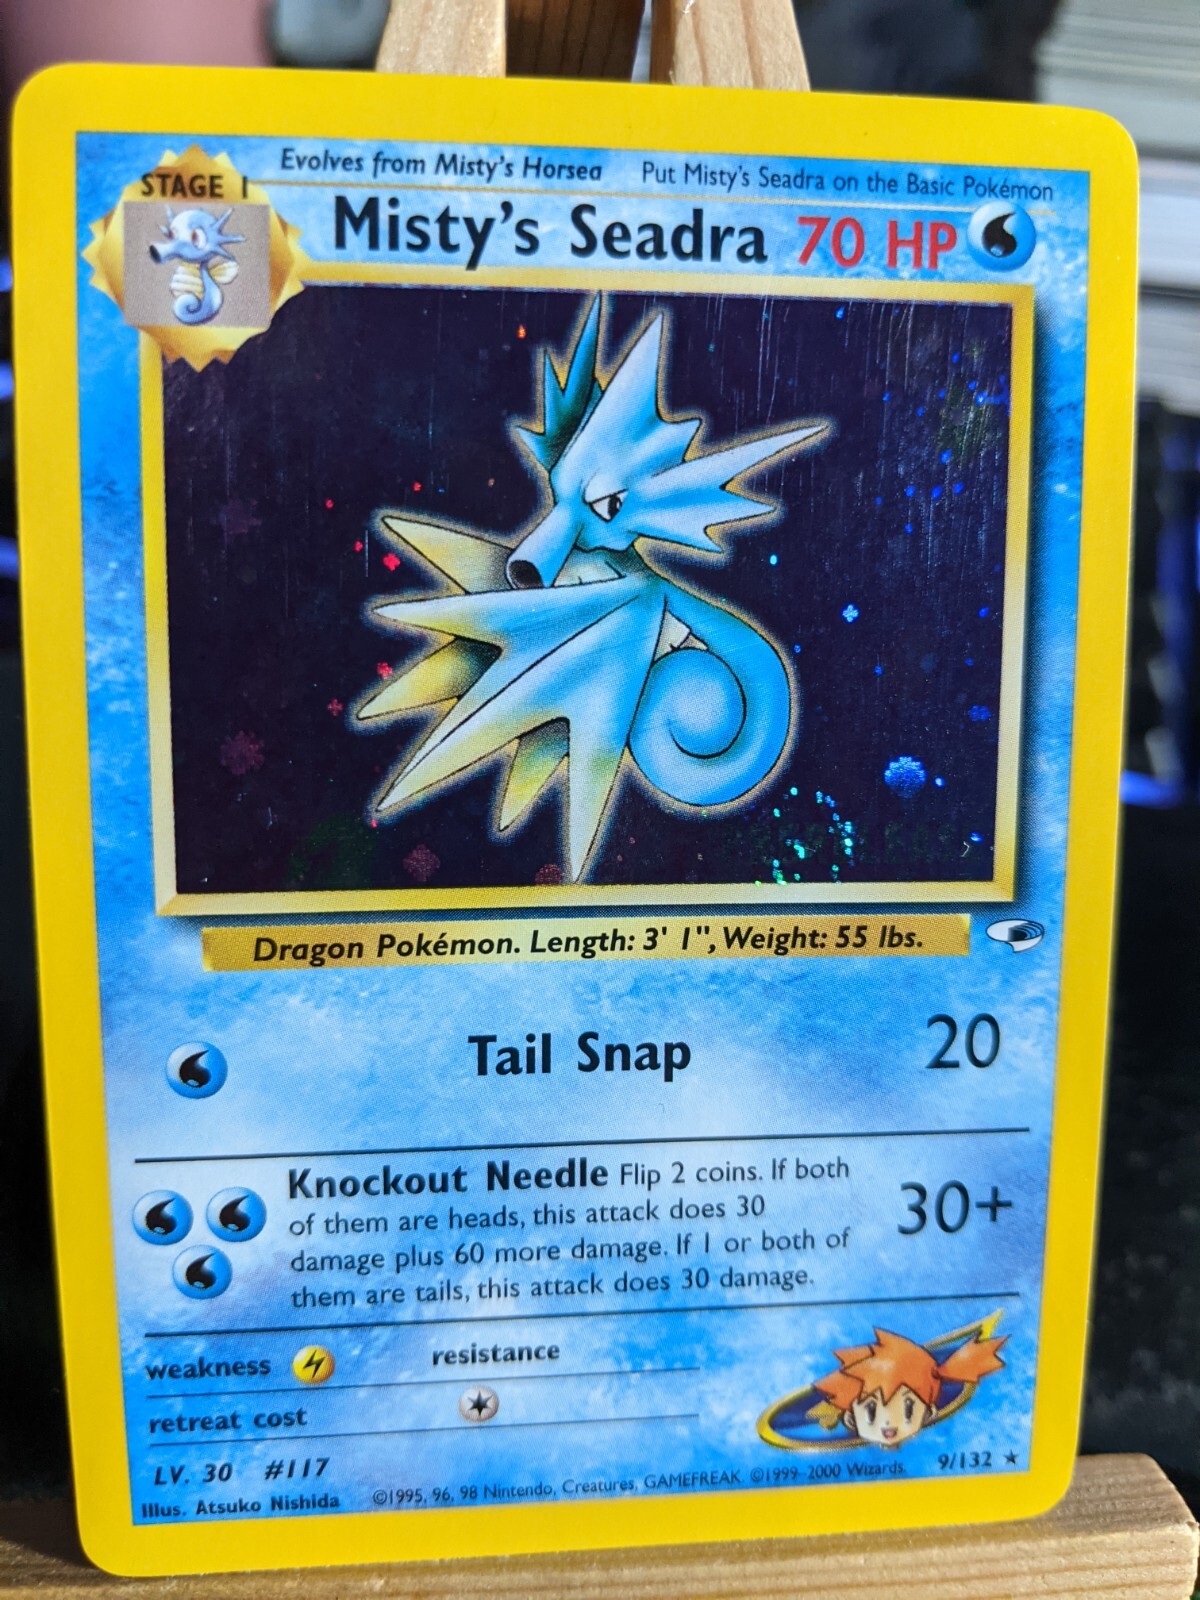 Evolves from Misty's Horsea Put Misty's Seadra on the Basic Pokémon
STAGE 1
Misty's Seadra 70 HP
Dragon Pokémon. Length: 3' 1", Weight: 55 lbs.
Tail Snap 20
Knockout Needle Flip 2 coins. If both
of them are heads, this attack does 30
damage plus 60 more damage. If 1 or both of
them are tails, this attack does 30 damage.
30+
weakness resistance
retreat cost
LV. 30 #117
Illus. Atsuko Nishida ©1995, 96, 98 Nintendo, Creatures, GAMEFREAK. ©1999-2000 Wizards. 9/132 ★